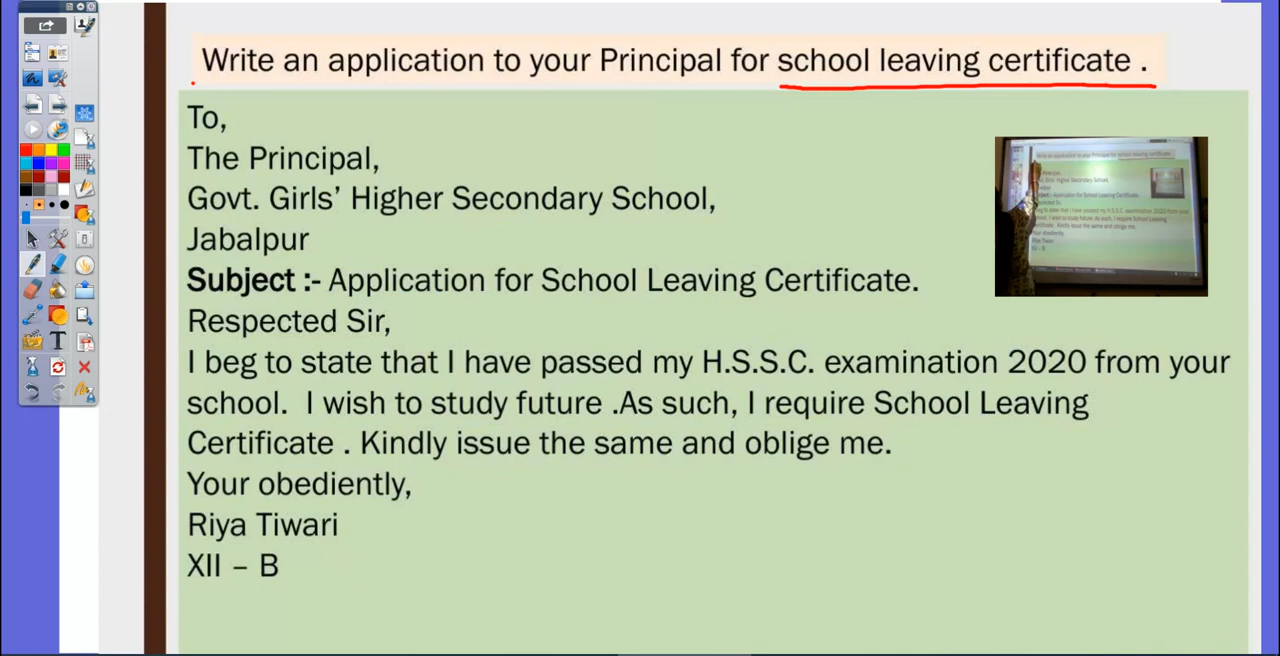 Write an application to your Principal for school leaving certificate .
To,
The Principal,
Govt. Girls’ Higher Secondary School,
Jabalpur
Subject :- Application for School Leaving Certificate.
Respected Sir,
I beg to state that I have passed my H.S.S.C. examination 2020 from your
school.  I wish to study future .As such, I require School Leaving
Certificate . Kindly issue the same and oblige me.
Your obediently,
Riya Tiwari
XII – B